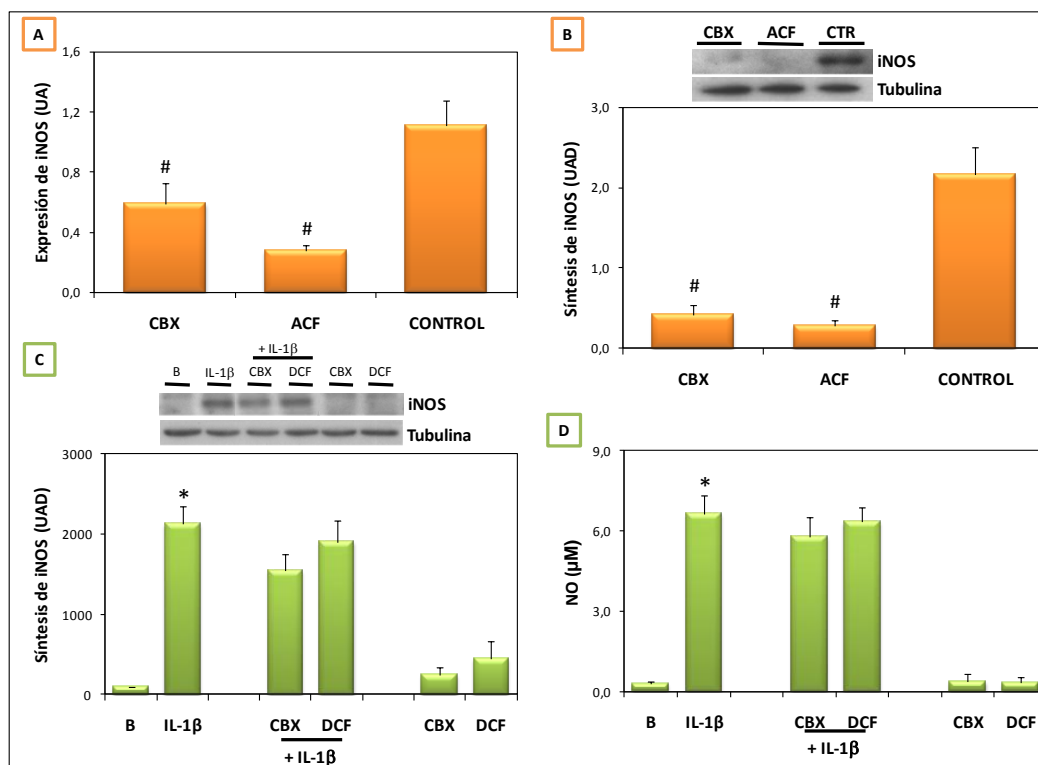 A
Expresión de iNOS (UA)
1,6
1,2
0,8
0,4
0,0
#
#
CBX ACF CONTROL
B
CBX ACF CTR
iNOS
Tubulina
Síntesis de iNOS (UAD)
3,0
2,0
1,0
0,0
#
#
CBX ACF CONTROL
C
+ IL-1β
B IL-1β CBX DCF CBX DCF
iNOS
Tubulina
Síntesis de iNOS (UAD)
3000
2000
1000
0
*
B IL-1β CBX DCF CBX DCF
+ IL-1β
D
NO (µM)
9,0
6,0
3,0
0,0
*
B IL-1β CBX DCF CBX DCF
+ IL-1β